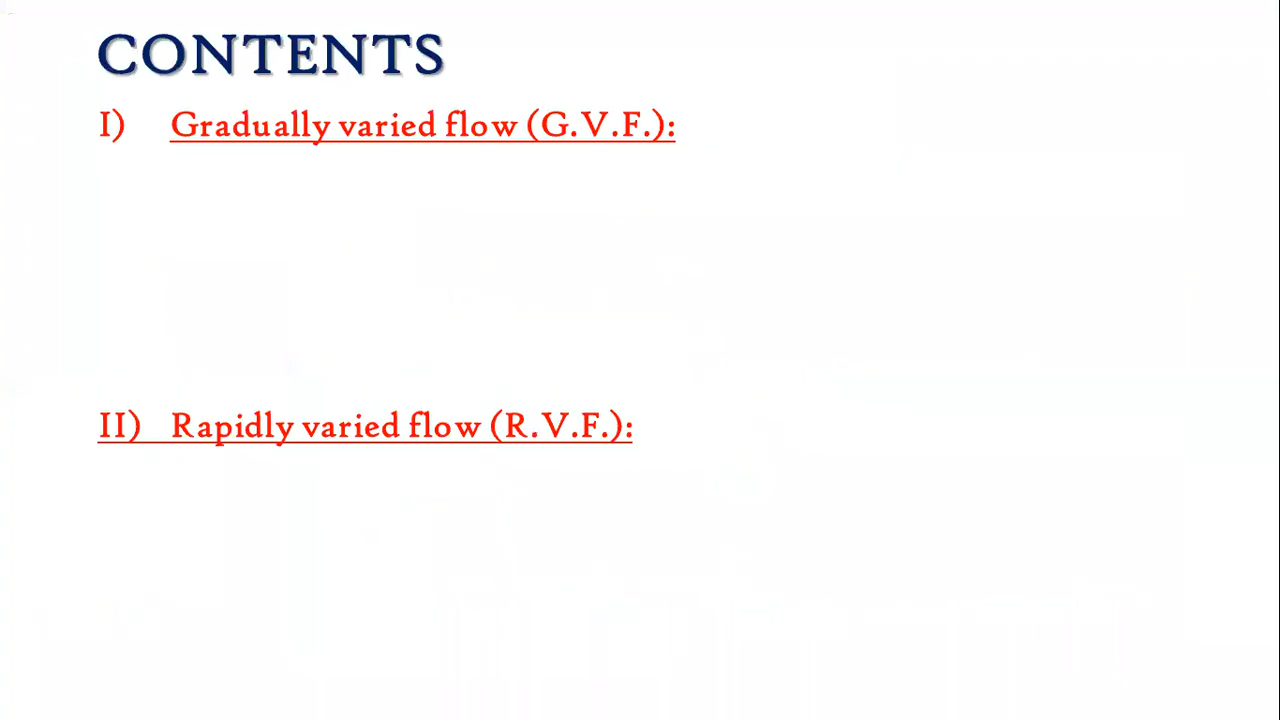 CONTENTS
I) Gradually varied flow (G.V.F.):
II) Rapidly varied flow (R.V.F.):